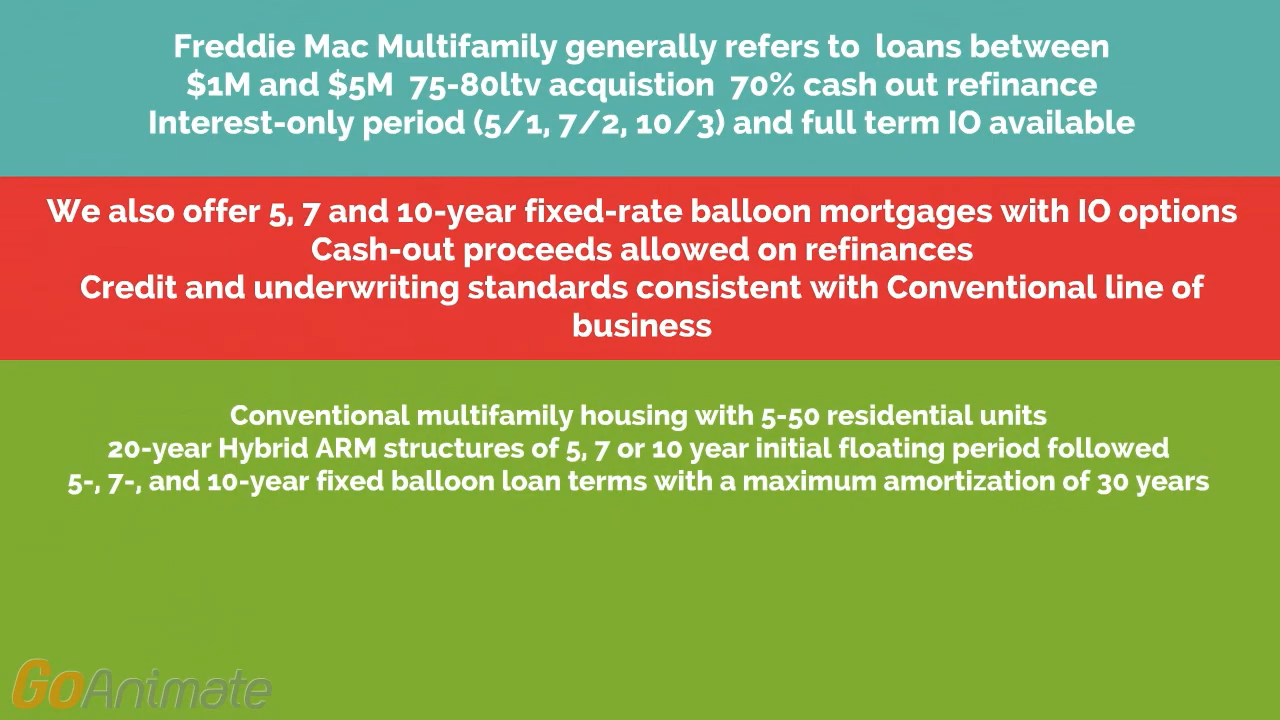 Freddie Mac Multifamily generally refers to  loans between
$1M and $5M  75-80ltv acquistion  70% cash out refinance
Interest-only period (5/1, 7/2, 10/3) and full term IO available
We also offer 5, 7 and 10-year fixed-rate balloon mortgages with IO options
Cash-out proceeds allowed on refinances
Credit and underwriting standards consistent with Conventional line of
business
Conventional multifamily housing with 5-50 residential units
20-year Hybrid ARM structures of 5, 7 or 10 year initial floating period followed
5-, 7-, and 10-year fixed balloon loan terms with a maximum amortization of 30 years
GoAnimate